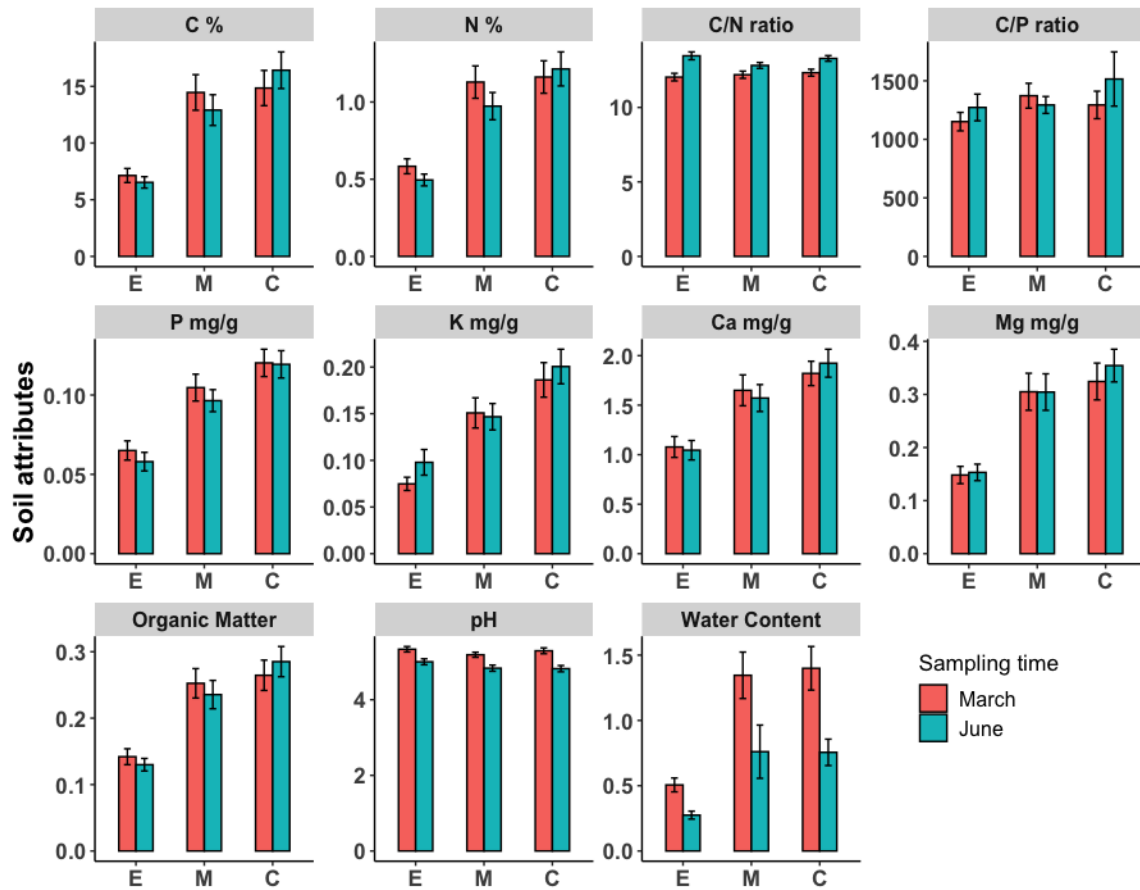 C %
N %
C/N ratio
C/P ratio
15
10
5
0
1.0
0.5
0.0
10
5
0
1500
1000
500
0
E M C
E M C
E M C
E M C
P mg/g
K mg/g
Ca mg/g
Mg mg/g
Soil attributes
0.10
0.05
0.00
0.20
0.15
0.10
0.05
0.00
2.0
1.5
1.0
0.5
0.0
0.4
0.3
0.2
0.1
0.0
E M C
E M C
E M C
E M C
Organic Matter
pH
Water Content
0.3
0.2
0.1
0.0
4
2
0
1.5
1.0
0.5
0.0
E M C
E M C
E M C
Sampling time
March
June